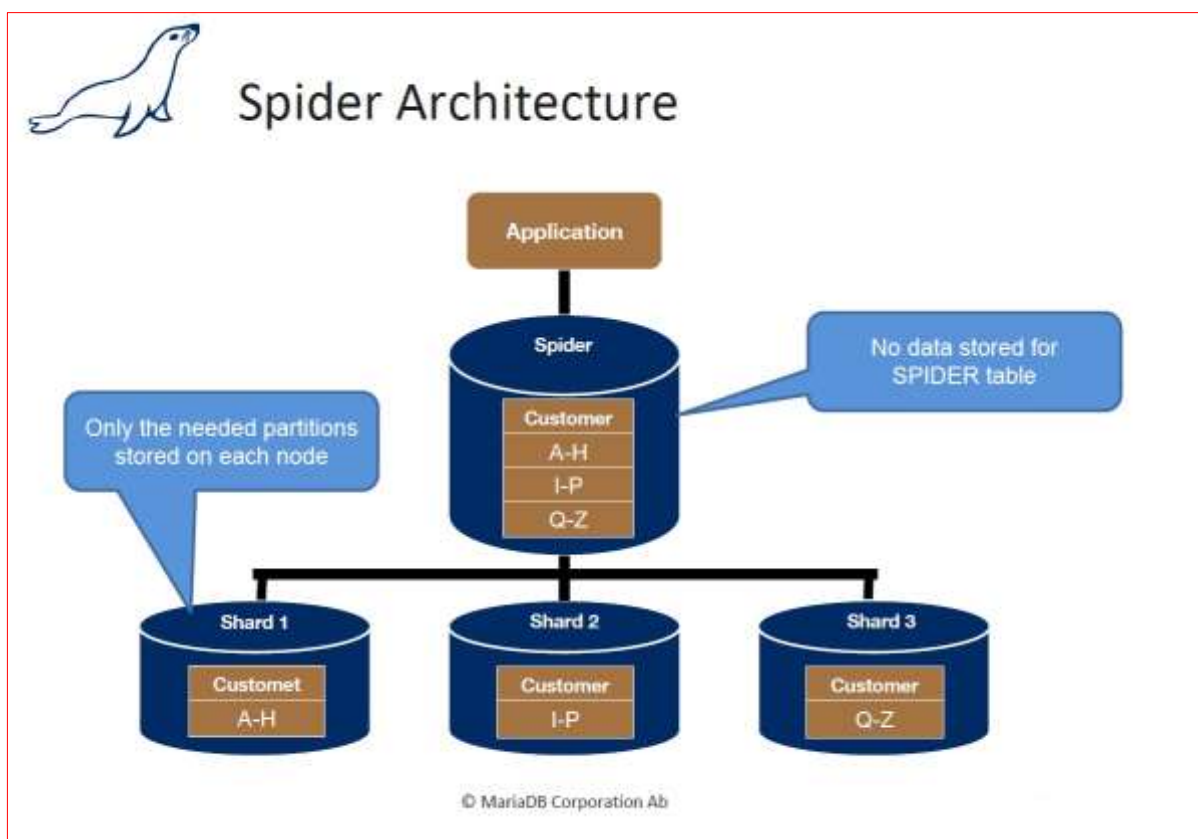 Spider Architecture
Application
Spider
No data stored for
SPIDER table
Customer
A-H
I-P
Q-Z
Only the needed partitions
stored on each node
Shard 1
Customet
A-H
Shard 2
Customer
I-P
Shard 3
Customer
Q-Z
© MariaDB Corporation Ab